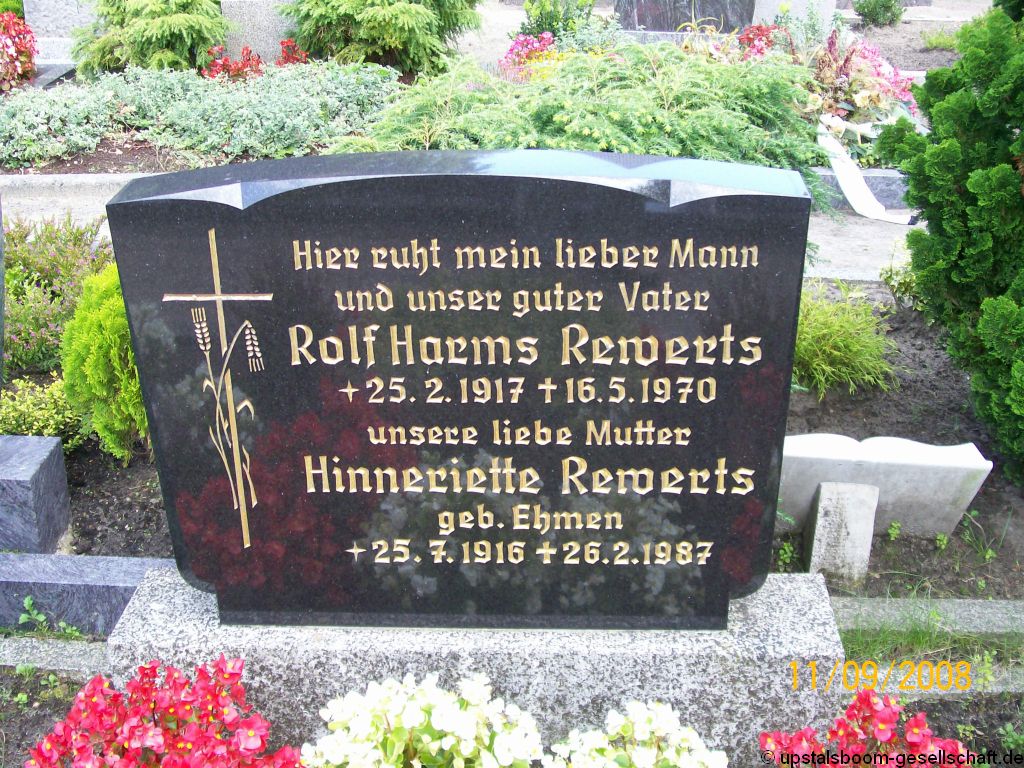 Hier ruht mein lieber Mann
und unser guter Vater
Rolf Harms Rewerts
+ 25. 2. 1917 + 16. 5. 1970
unsere liebe Mutter
Hinneriette Rewerts
geb. Ehmen
+ 25. 7. 1916 + 26. 2. 1987
11/09/2008
© upstalsboom-gesellschaft.de